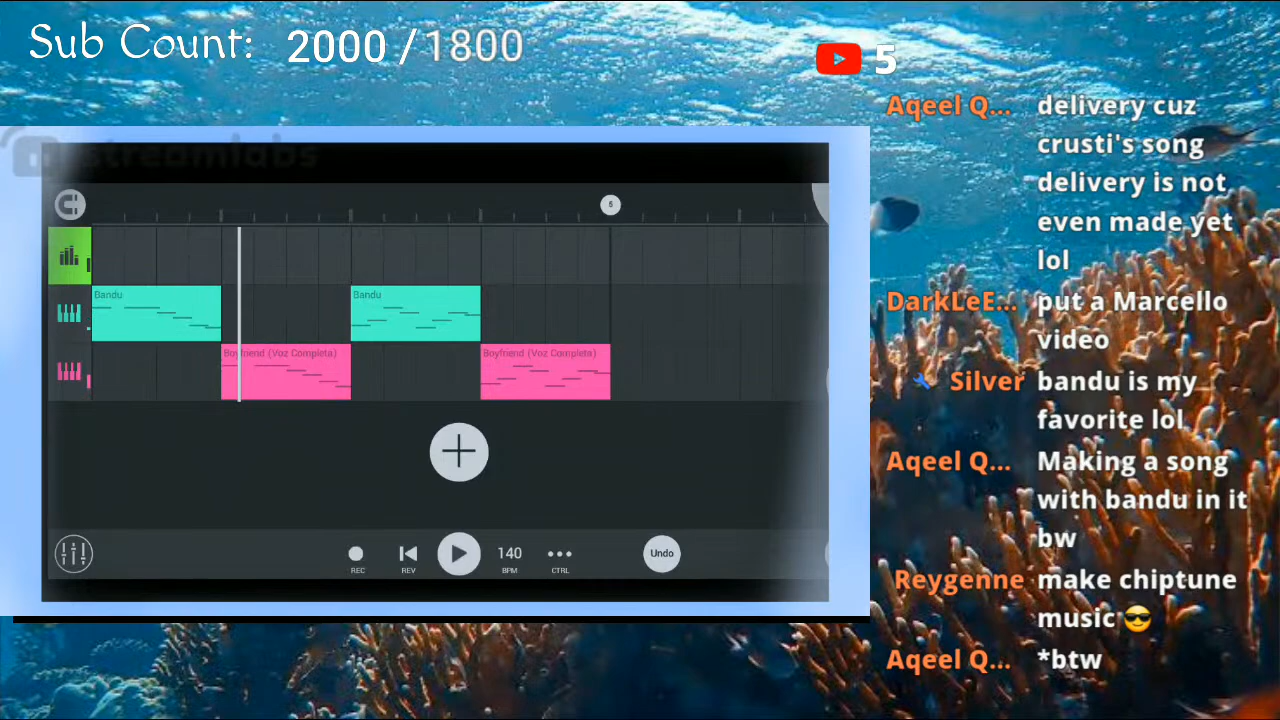 Sub Count: 2000 / 1800
5
streamlabs
5
Bandu
Bandu
Boyfriend (Voz Completa)
Boyfriend (Voz Completa)
REC
REV
140
BPM
CTRL
Undo
Aqeel Q... delivery cuz
crusti's song
delivery is not
even made yet
lol
DarkLeE... put a Marcello
video
Silver bandu is my
favorite lol
Aqeel Q... Making a song
with bandu in it
bw
Reygenne make chiptune
music 😎
Aqeel Q... *btw